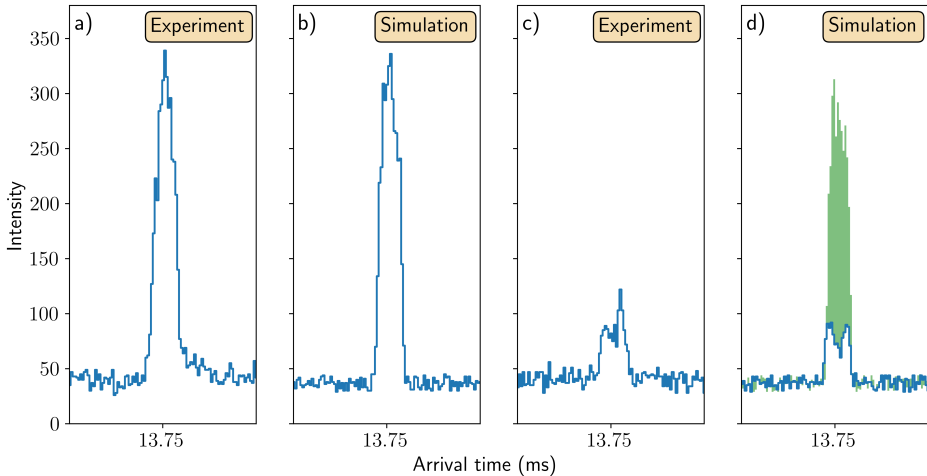 a) Experiment
b) Simulation
c) Experiment
d) Simulation
350
300
250
200
150
100
50
0
Intensity
13.75
13.75
13.75
13.75
Arrival time (ms)